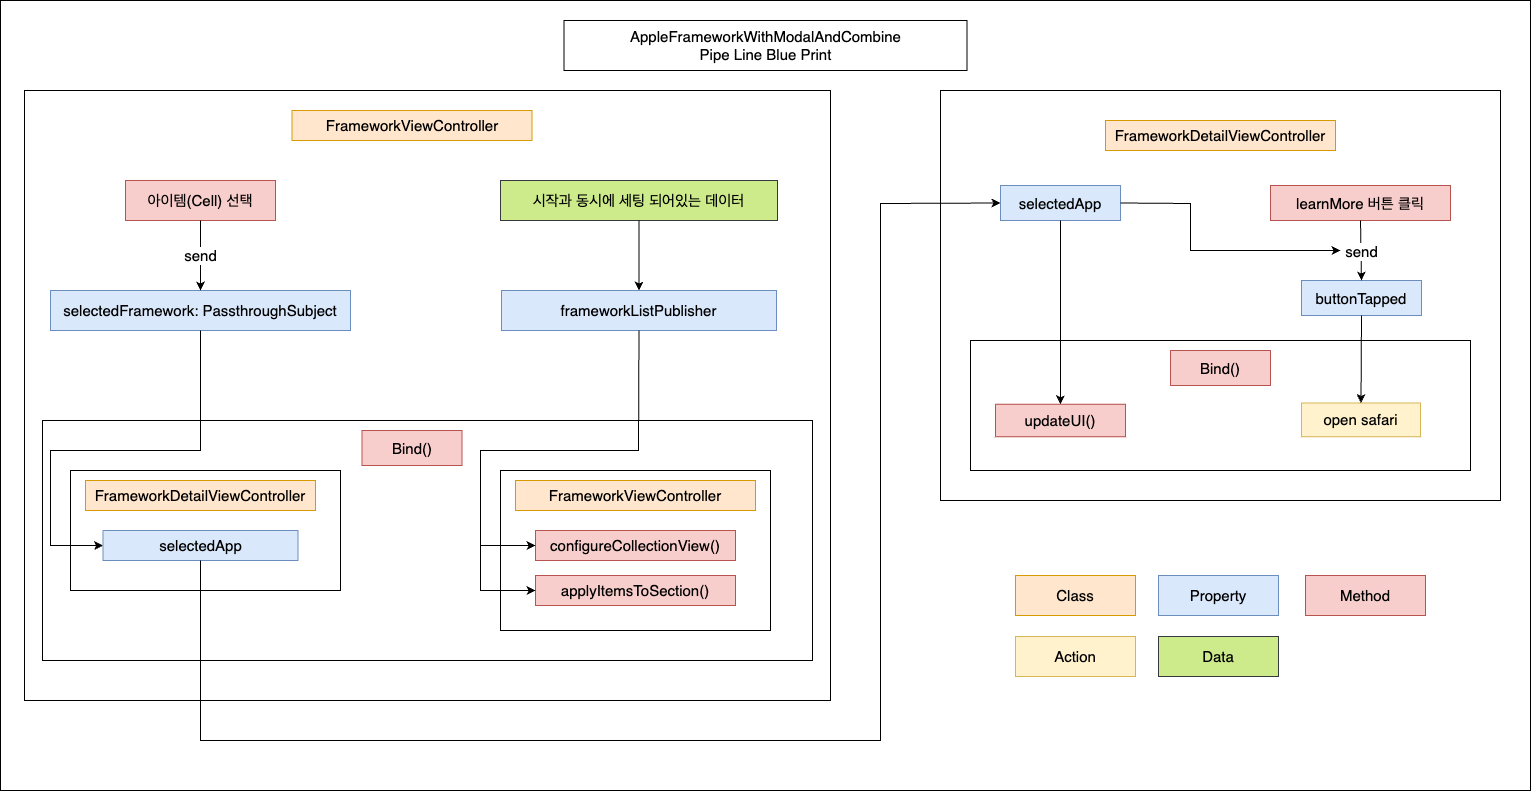 AppleFrameworkWithModalAndCombine
Pipe Line Blue Print
FrameworkViewController
아이템(Cell) 선택
시작과 동시에 세팅 되어있는 데이터
send
selectedFramework: PassthroughSubject
frameworkListPublisher
Bind()
FrameworkDetailViewController
selectedApp
FrameworkViewController
configureCollectionView()
applyItemsToSection()
FrameworkDetailViewController
selectedApp
learnMore 버튼 클릭
send
buttonTapped
Bind()
updateUI()
open safari
Class
Property
Method
Action
Data